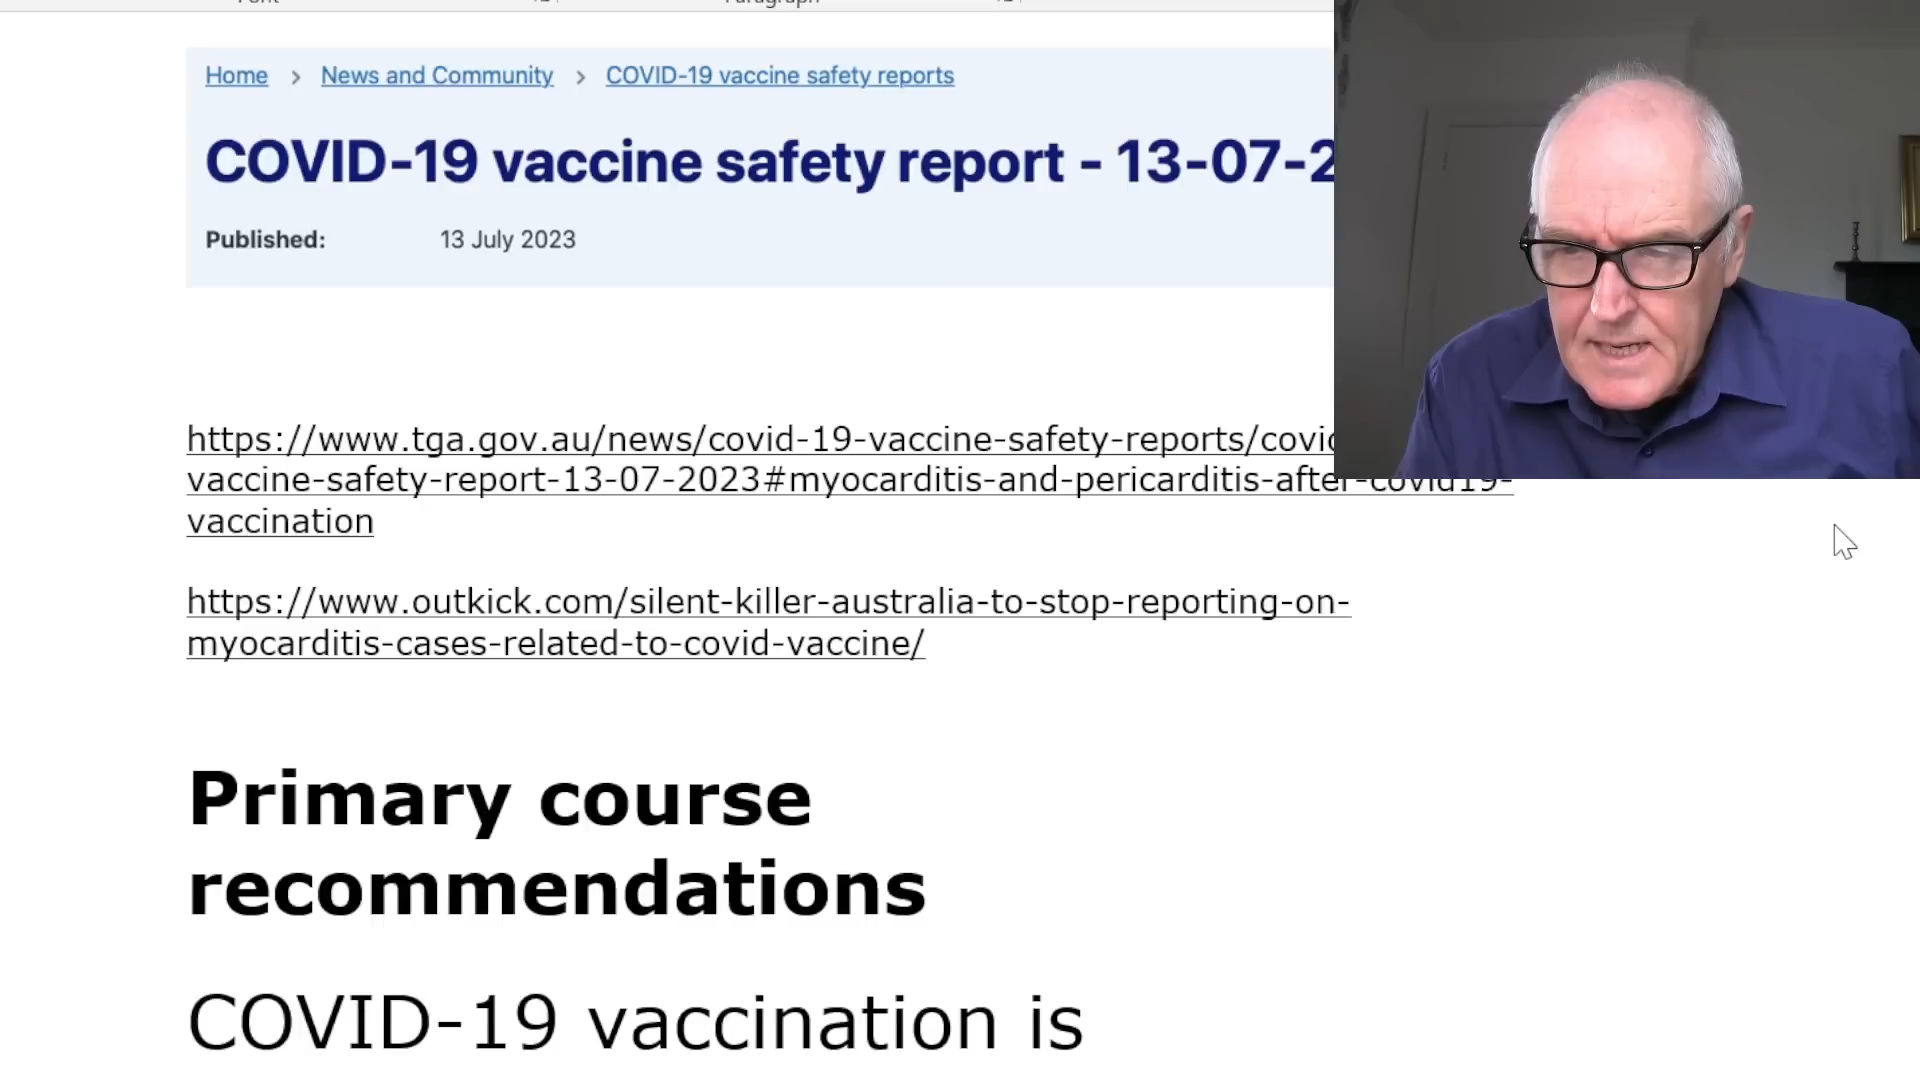 Home > News and Community > COVID-19 vaccine safety reports
COVID-19 vaccine safety report - 13-07-2
Published: 13 July 2023
https://www.tga.gov.au/news/covid-19-vaccine-safety-reports/covid
vaccine-safety-report-13-07-2023#myocarditis-and-pericarditis-after-covid19-
vaccination
https://www.outkick.com/silent-killer-australia-to-stop-reporting-on-
myocarditis-cases-related-to-covid-vaccine/
Primary course
recommendations
COVID-19 vaccination is